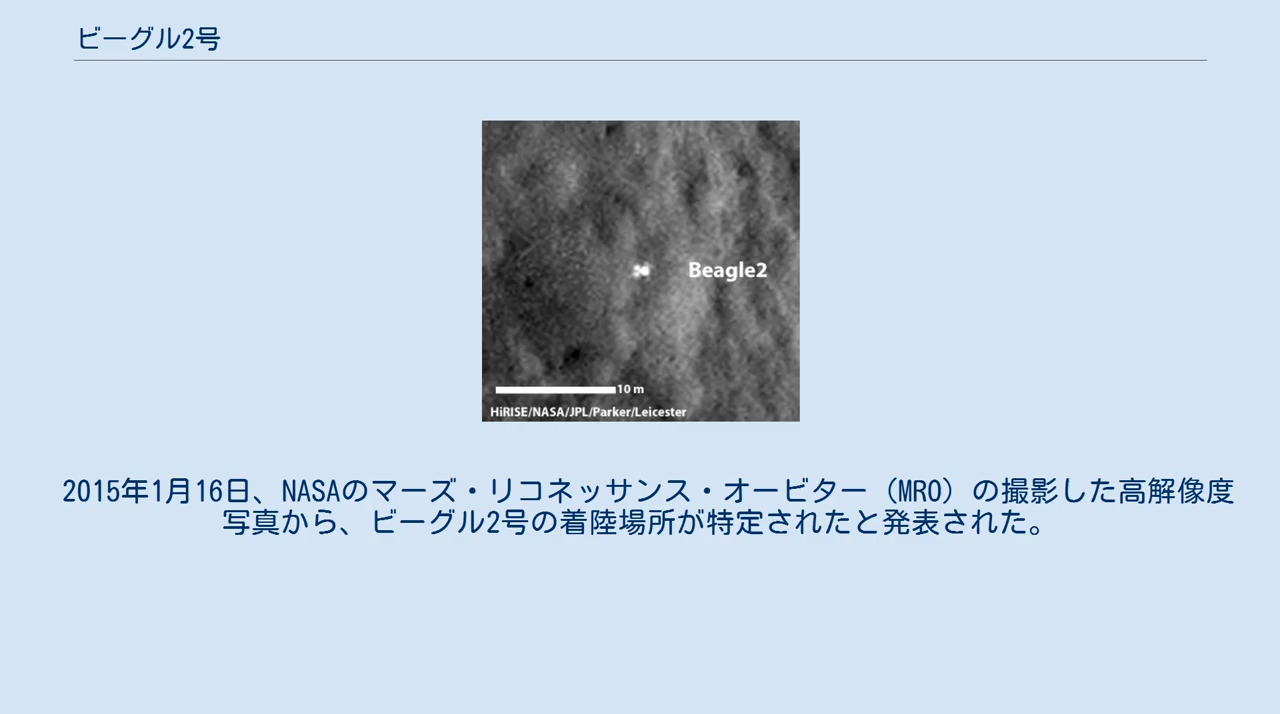 ビーグル2号
Beagle2
10 m
HiRISE/NASA/JPL/Parker/Leicester
2015年1月16日、NASAのマーズ・リコネッサンス・オービター（MRO）の撮影した高解像度
写真から、ビーグル2号の着陸場所が特定されたと発表された。